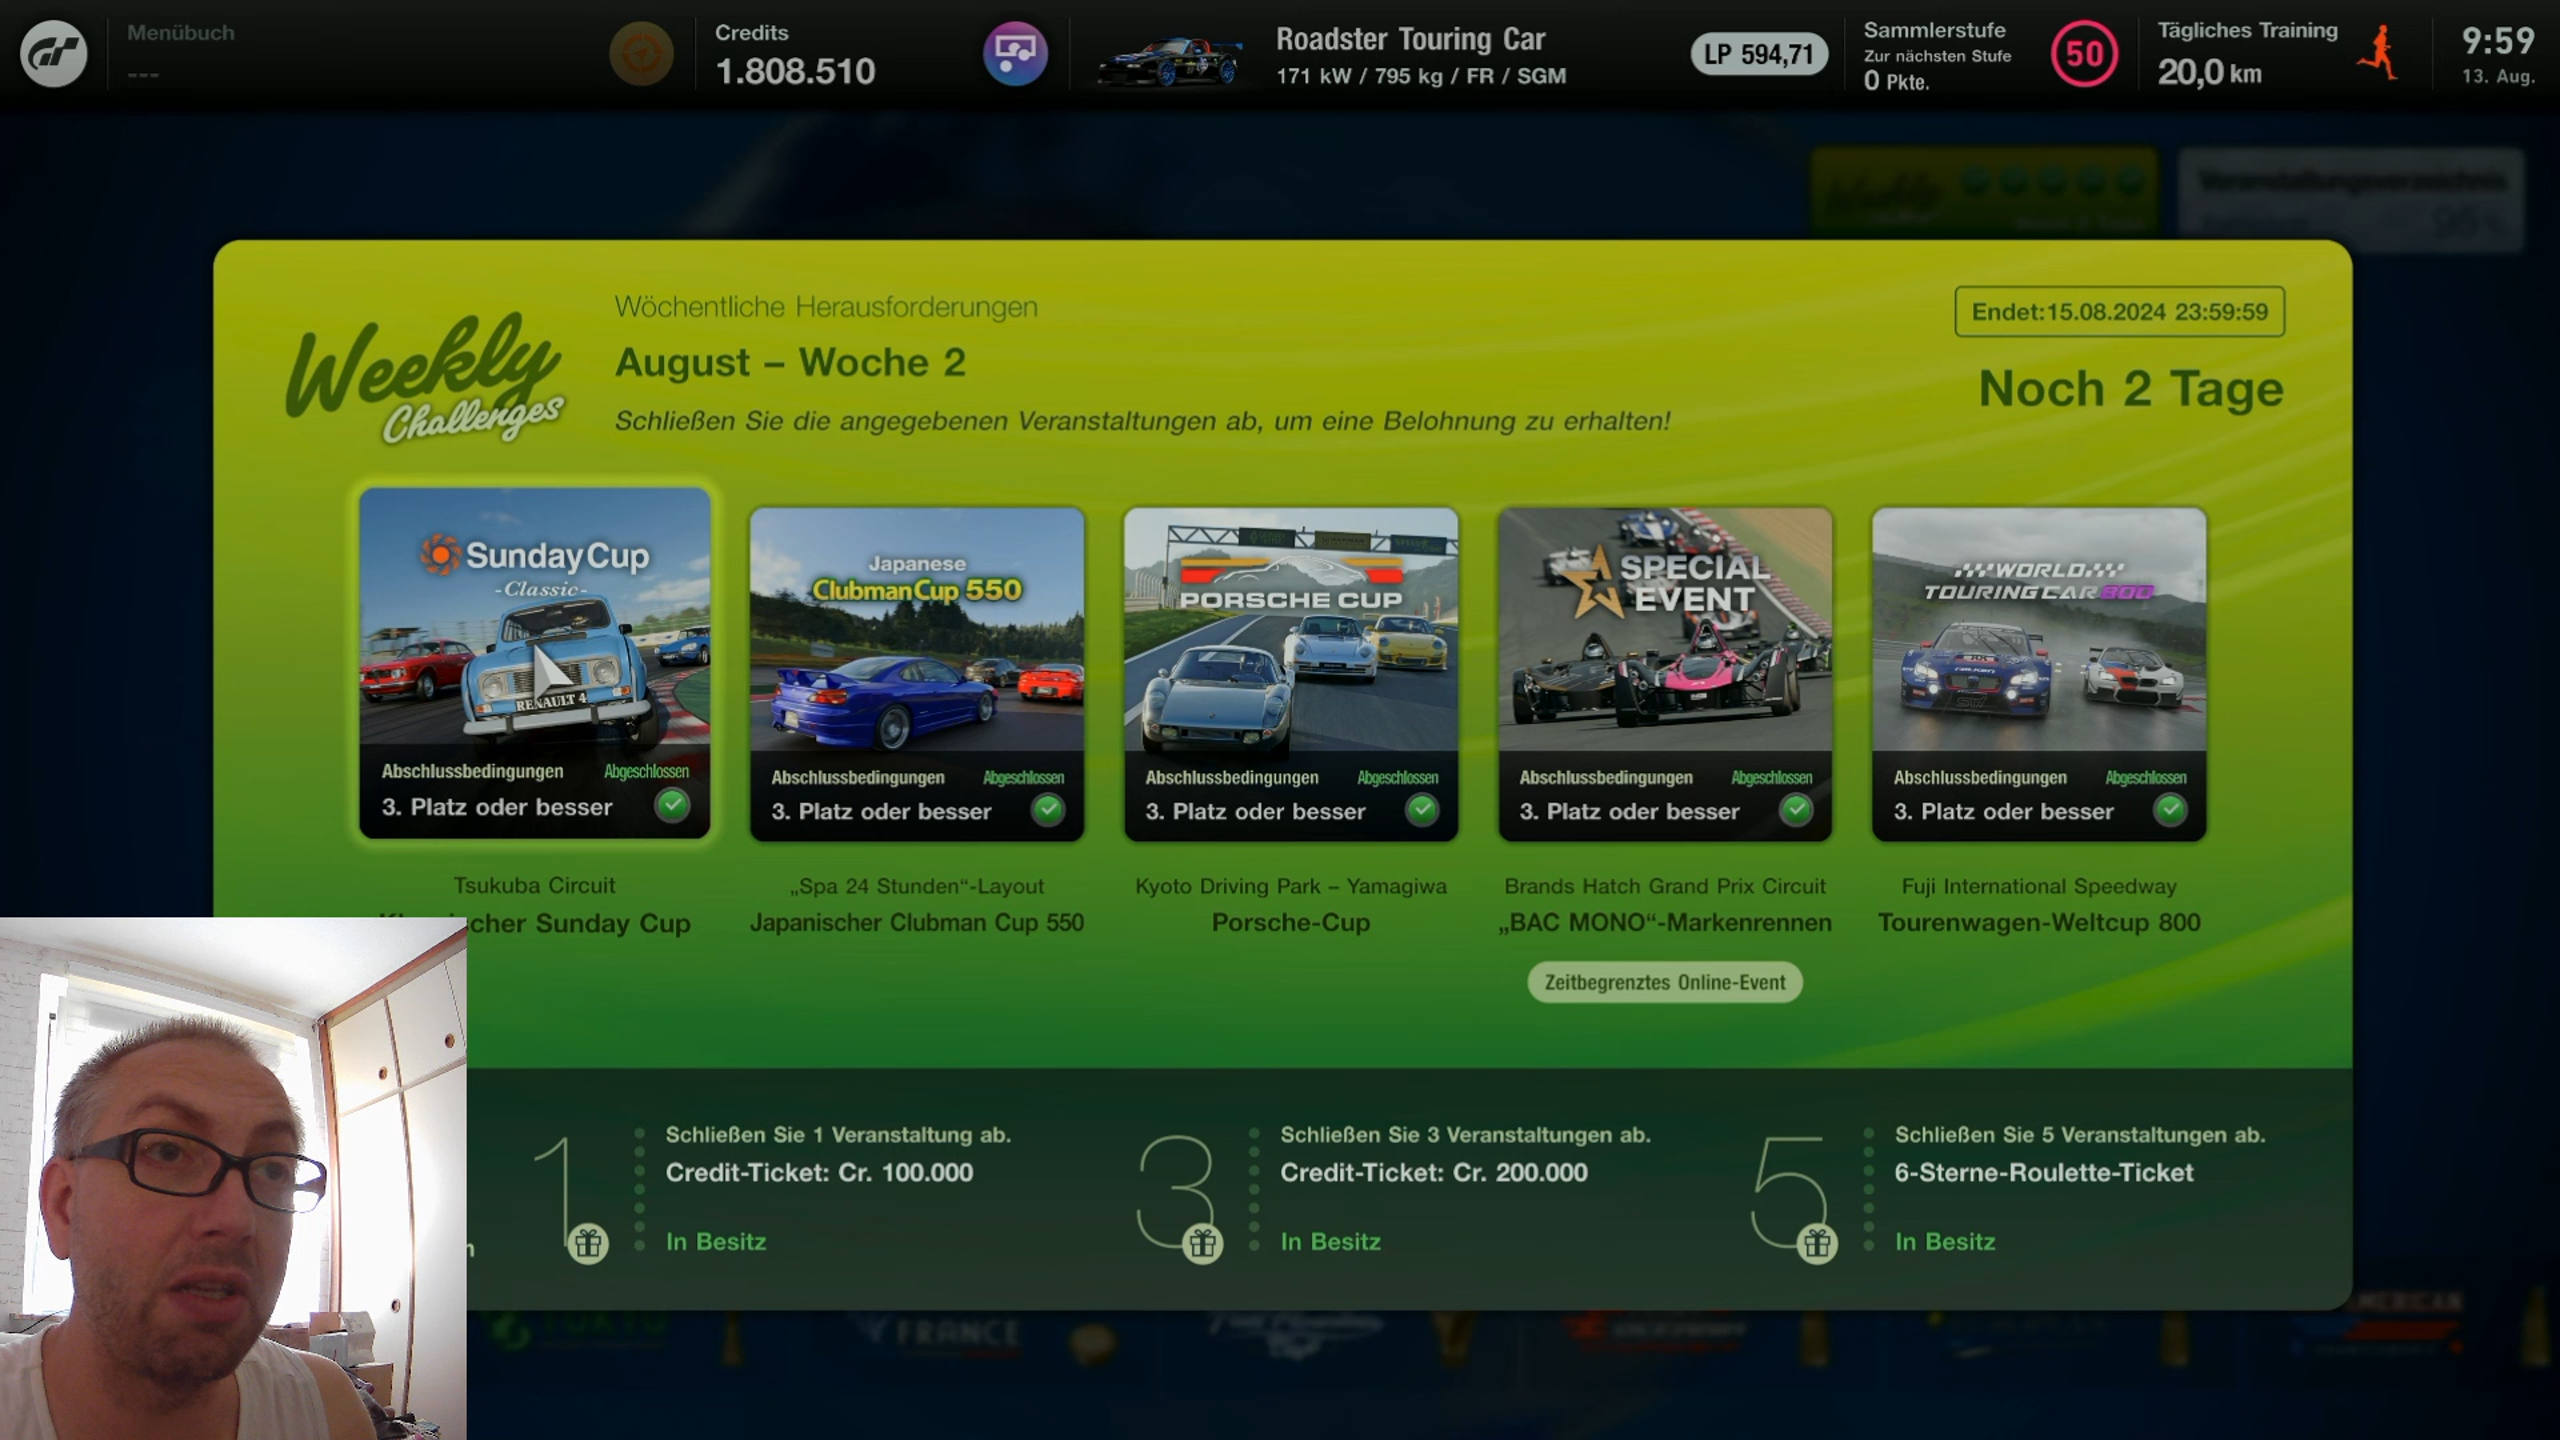 Menübuch
---
Credits
1.808.510
Roadster Touring Car
171 kW / 795 kg / FR / SGM
LP 594,71
Sammlerstufe
Zur nächsten Stufe
0 Pkte.
50
Tägliches Training
20,0 km
9:59
13. Aug.
Weekly
Challenges
Wöchentliche Herausforderungen
August – Woche 2
Schließen Sie die angegebenen Veranstaltungen ab, um eine Belohnung zu erhalten!
Endet:15.08.2024 23:59:59
Noch 2 Tage
Sunday Cup
-Classic-
RENAULT 4
Abschlussbedingungen Abgeschlossen
3. Platz oder besser
Tsukuba Circuit
scher Sunday Cup
Japanese
Clubman Cup 550
Abschlussbedingungen Abgeschlossen
3. Platz oder besser
„Spa 24 Stunden“-Layout
Japanischer Clubman Cup 550
PORSCHE CUP
Abschlussbedingungen Abgeschlossen
3. Platz oder besser
Kyoto Driving Park – Yamagiwa
Porsche-Cup
SPECIAL
EVENT
Abschlussbedingungen Abgeschlossen
3. Platz oder besser
Brands Hatch Grand Prix Circuit
„BAC MONO“-Markenrennen
Zeitbegrenztes Online-Event
WORLD
TOURING CAR 800
Abschlussbedingungen Abgeschlossen
3. Platz oder besser
Fuji International Speedway
Tourenwagen-Weltcup 800
1
Schließen Sie 1 Veranstaltung ab.
Credit-Ticket: Cr. 100.000
In Besitz
3
Schließen Sie 3 Veranstaltungen ab.
Credit-Ticket: Cr. 200.000
In Besitz
5
Schließen Sie 5 Veranstaltungen ab.
6-Sterne-Roulette-Ticket
In Besitz
FRANCE